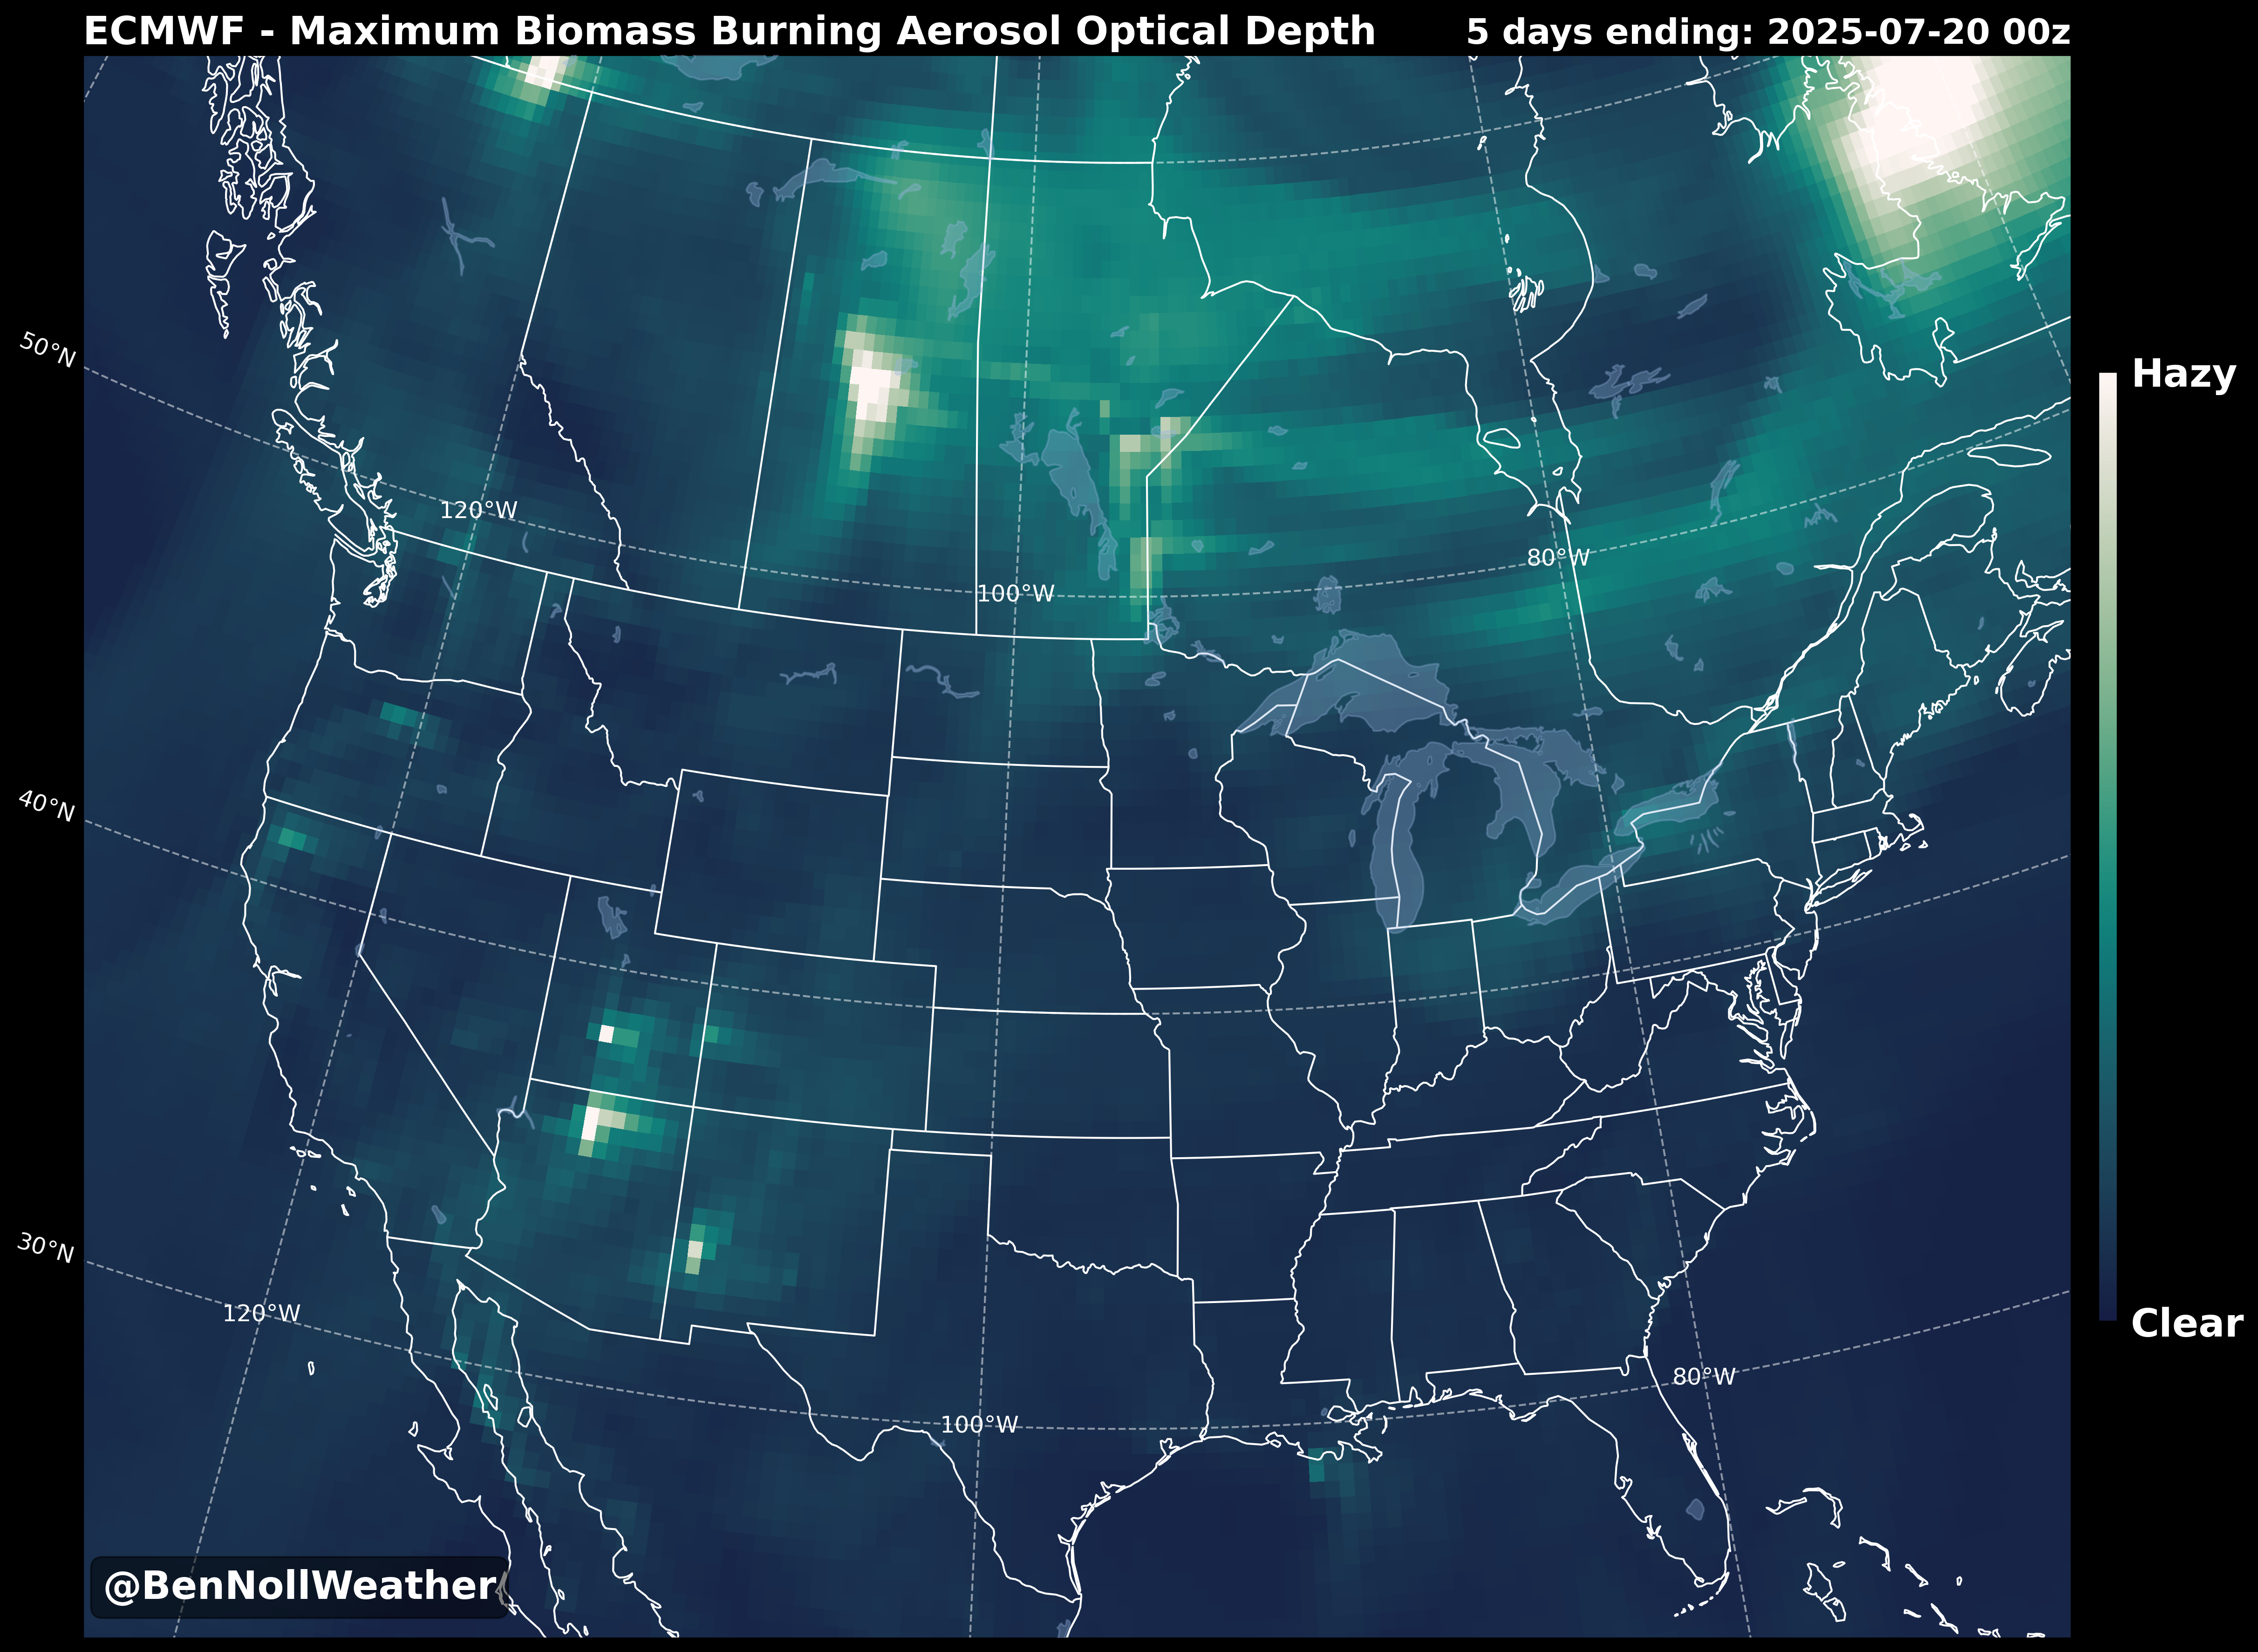 ECMWF - Maximum Biomass Burning Aerosol Optical Depth
5 days ending: 2025-07-20 00z
50°N
Hazy
120°W
80°W
100°W
40°N
30°N
120°W
Clear
80°W
100°W
@BenNollWeather